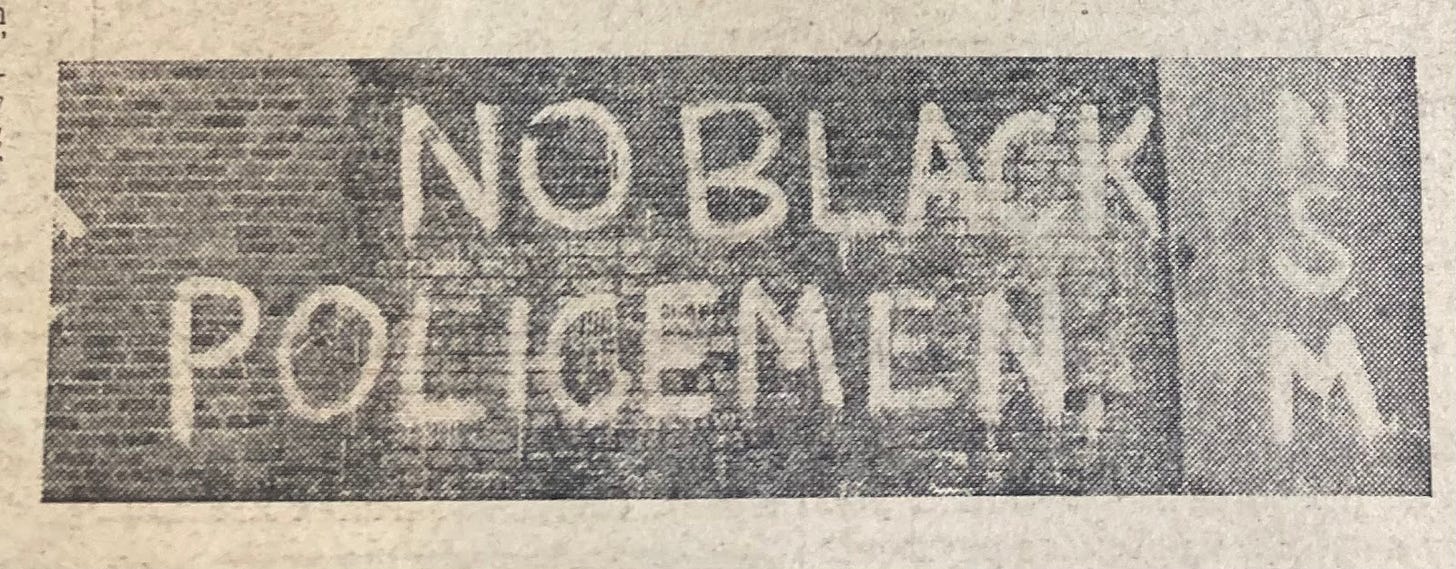 NO BLACK
POLICEMEN,
N
S
M